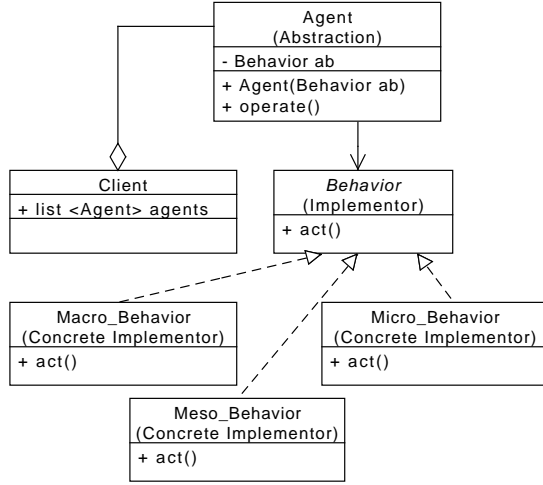 Agent
(Abstraction)
- Behavior ab
+ Agent(Behavior ab)
+ operate()
Client
+ list <Agent> agents
Behavior
(Implementor)
+ act()
Macro_Behavior
(Concrete Implementor)
+ act()
Micro_Behavior
(Concrete Implementor)
+ act()
Meso_Behavior
(Concrete Implementor)
+ act()